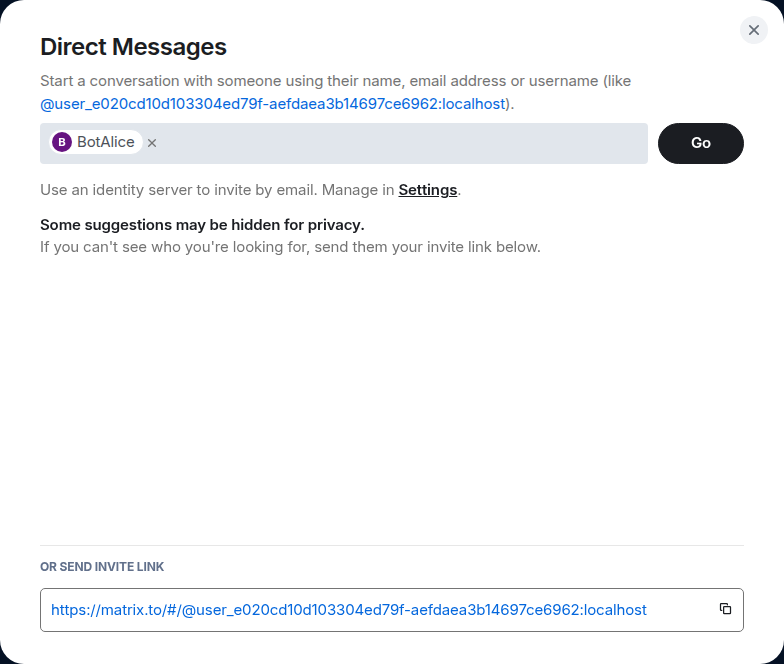 Direct Messages
Start a conversation with someone using their name, email address or username (like
@user_e020cd10d103304ed79f-aefdaea3b14697ce6962:localhost).
B BotAlice
Go
Use an identity server to invite by email. Manage in Settings.
Some suggestions may be hidden for privacy.
If you can't see who you're looking for, send them your invite link below.
OR SEND INVITE LINK
https://matrix.to/#/@user_e020cd10d103304ed79f-aefdaea3b14697ce6962:localhost